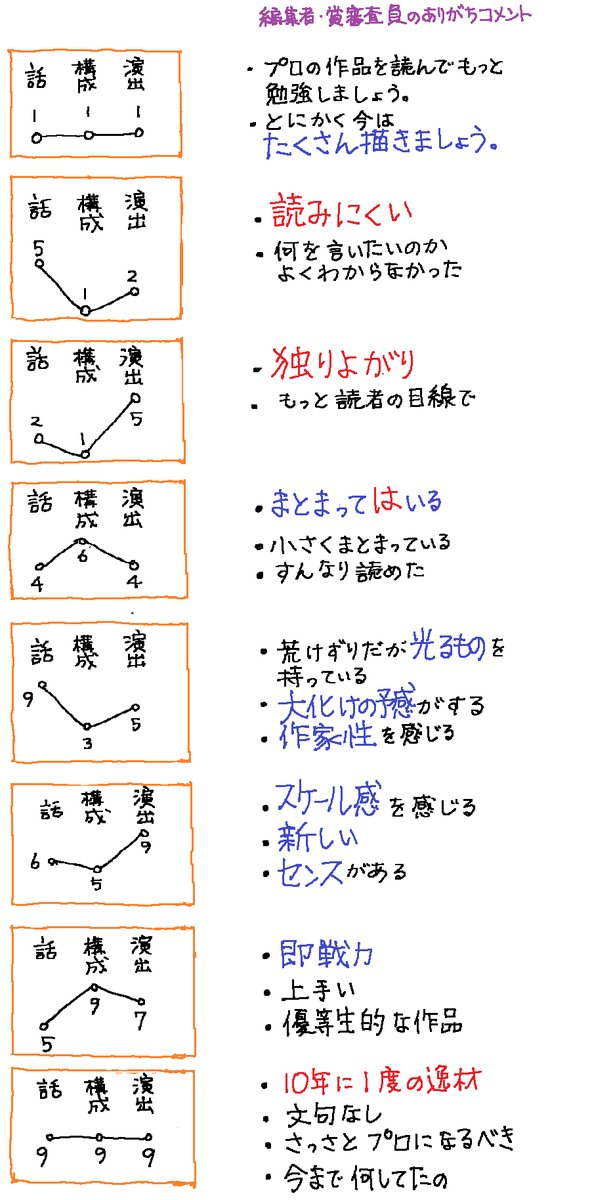 編集者・賞審査員のありがちコメント
話 構成 演出
1 1 1
・プロの作品を読んでもっと
勉強しましょう。
・とにかく今は
たくさん描きましょう。
話 構成 演出
5 1 2
・読みにくい
・何を言いたいのか
よくわからなかった
話 構成 演出
2 1 5
・独りよがり
・もっと読者の目線で
話 構成 演出
4 6 4
・まとまってはいる
・小さくまとまっている
・すんなり読めた
話 構成 演出
9 3 5
・荒けずりだが光るものを
持っている
・大化けの予感がする
・作家性を感じる
話 構成 演出
6 5 9
・スケール感を感じる
・新しい
・センスがある
話 構成 演出
5 9 7
・即戦力
・上手い
・優等生的な作品
話 構成 演出
9 9 9
・10年に1度の逸材
・文句なし
・さっさとプロになるべき
・今まで何してたの